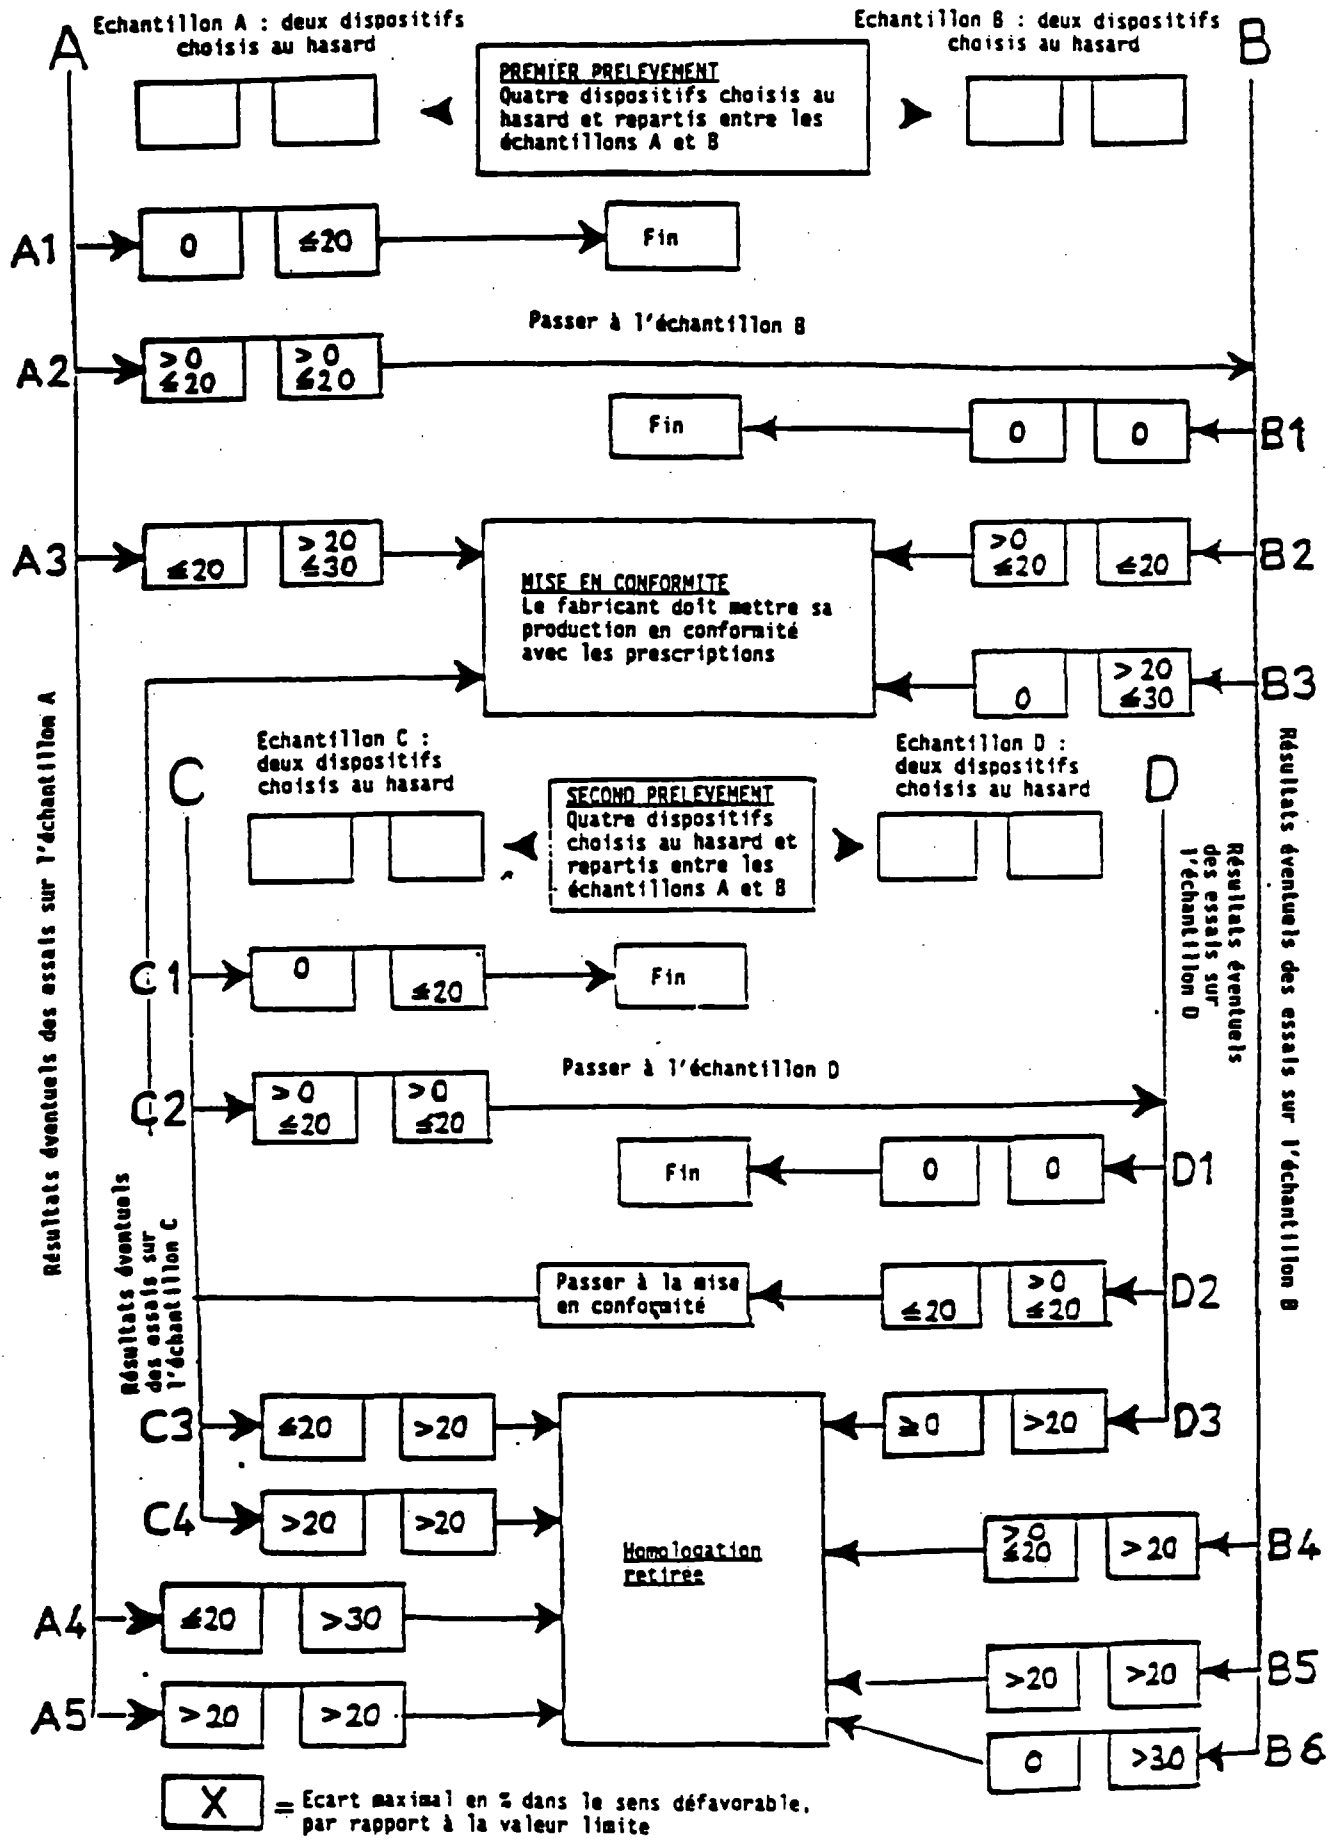 A
Echantillon A : deux dispositifs
choisis au hasard
PREMIER PRELEVEMENT
Quatre dispositifs choisis au
hasard et repartis entre les
échantillons A et B
Echantillon B : deux dispositifs
choisis au hasard
B
A1
0
≤20
Fin
Passer à l'échantillon B
A2
>0
≤20
>0
≤20
Fin
0
0
B1
A3
≤20
>20
≤30
MISE EN CONFORMITE
Le fabricant doit mettre sa
production en conformité
avec les prescriptions
>0
≤20
≤20
B2
0
>20
≤30
B3
Résultats éventuels des essais sur l'échantillon A
C
Echantillon C :
deux dispositifs
choisis au hasard
SECOND PRELEVEMENT
Quatre dispositifs
choisis au hasard et
repartis entre les
échantillons A et B
Echantillon D :
deux dispositifs
choisis au hasard
D
Résultats éventuels
des essais sur
l'échantillon D
Résultats éventuels des essais sur l'échantillon B
C1
0
≤20
Fin
Passer à l'échantillon D
C2
>0
≤20
>0
≤20
Fin
0
0
D1
Résultats éventuels
des essais sur
l'échantillon C
Passer à la mise
en conformité
≤20
>0
≤20
D2
C3
≤20
>20
≥0
>20
D3
C4
>20
>20
Homologation
retirée
>0
≤20
>20
B4
A4
≤20
>30
>20
>20
B5
A5
>20
>20
0
>30
B6
X
= Ecart maximal en % dans le sens défavorable,
par rapport à la valeur limite